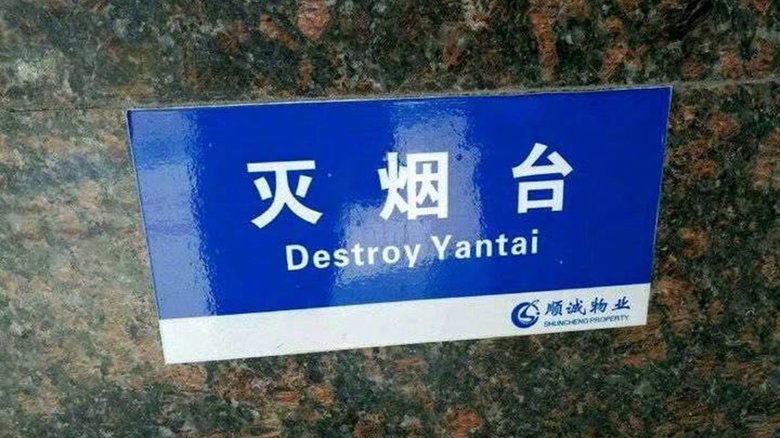 灭烟台
Destroy Yantai
顺诚物业
SHUNCHENG PROPERTY